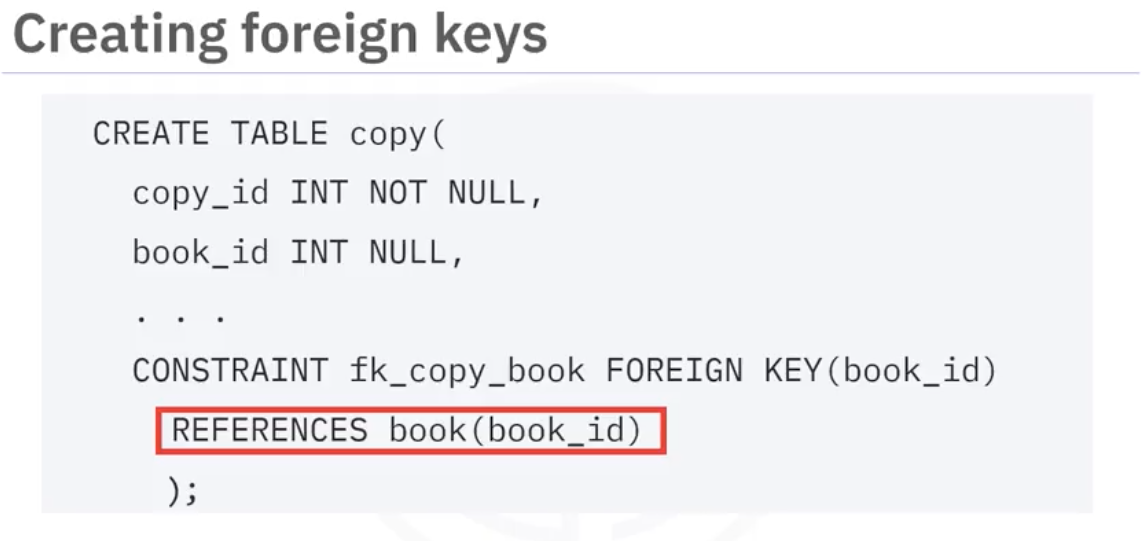 Creating foreign keys
CREATE TABLE copy(
copy_id INT NOT NULL,
book_id INT NULL,
. . .
CONSTRAINT fk_copy_book FOREIGN KEY(book_id)
REFERENCES book(book_id)
);